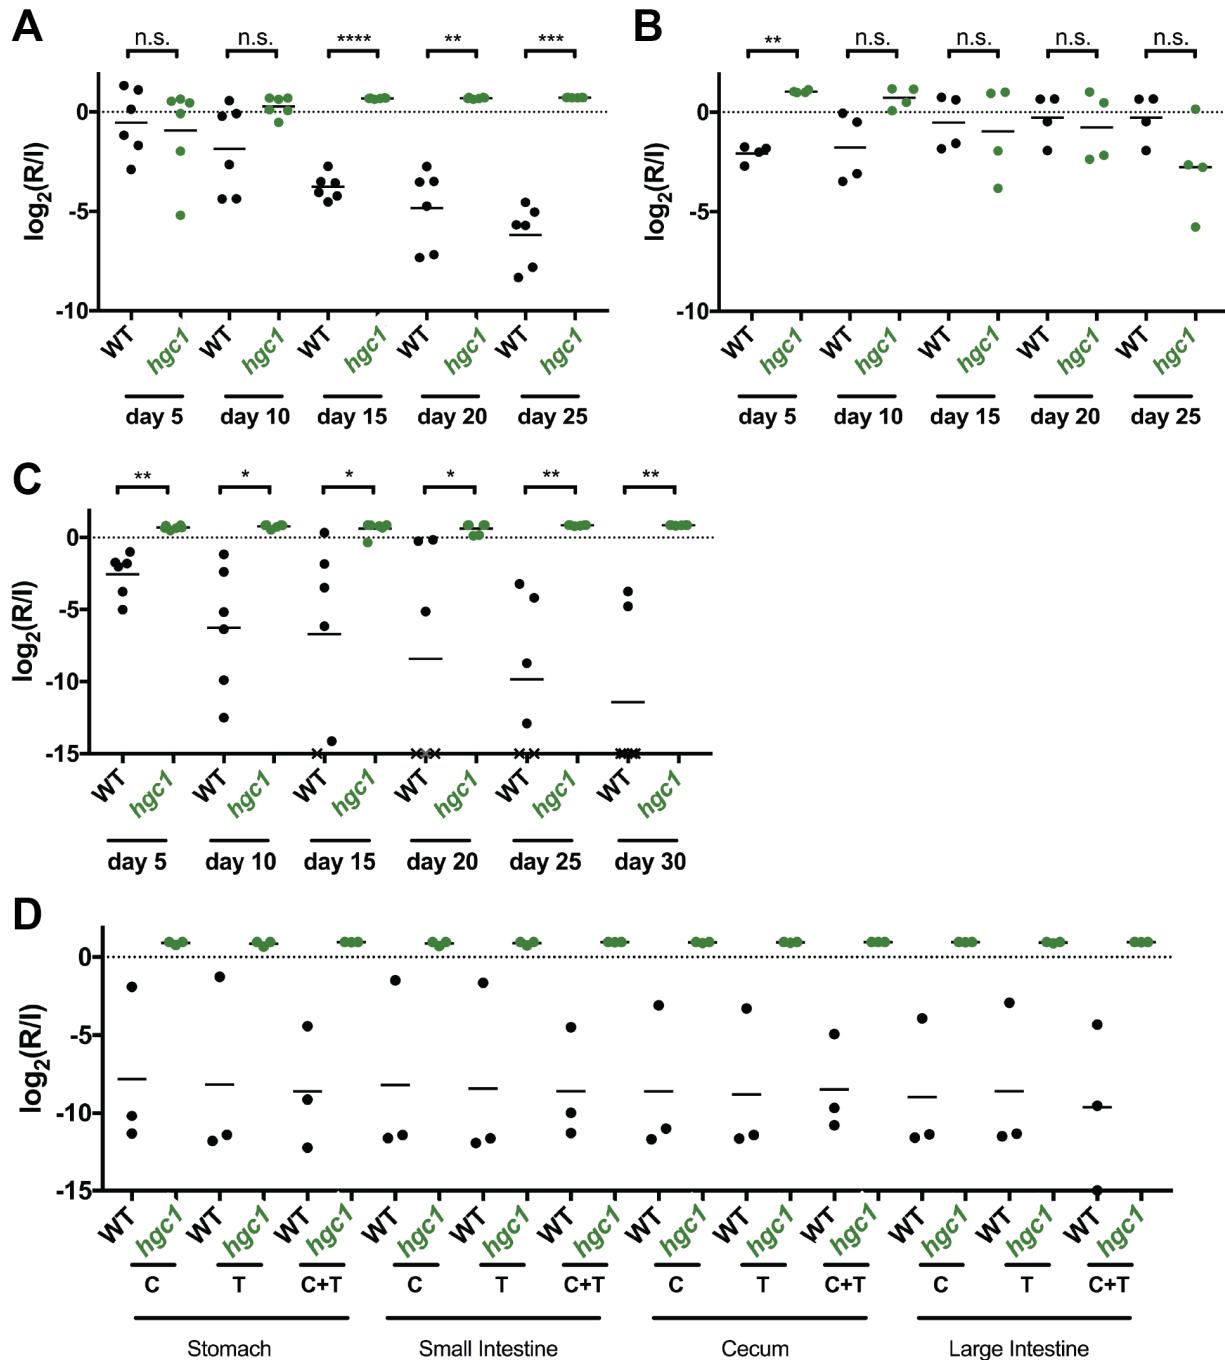 A
n.s. n.s. **** ** ***
log2(R/I)
0
-5
-10
WT hgc1 WT hgc1 WT hgc1 WT hgc1 WT hgc1
day 5 day 10 day 15 day 20 day 25
B
** n.s. n.s. n.s. n.s.
log2(R/I)
0
-5
-10
WT hgc1 WT hgc1 WT hgc1 WT hgc1 WT hgc1
day 5 day 10 day 15 day 20 day 25
C
** * * * ** **
log2(R/I)
0
-5
-10
-15
WT hgc1 WT hgc1 WT hgc1 WT hgc1 WT hgc1 WT hgc1
day 5 day 10 day 15 day 20 day 25 day 30
D
log2(R/I)
0
-5
-10
-15
WT hgc1 WT hgc1 WT hgc1 WT hgc1 WT hgc1 WT hgc1 WT hgc1 WT hgc1 WT hgc1 WT hgc1 WT hgc1 WT hgc1
C T C+T C T C+T C T C+T C T C+T
Stomach Small Intestine Cecum Large Intestine